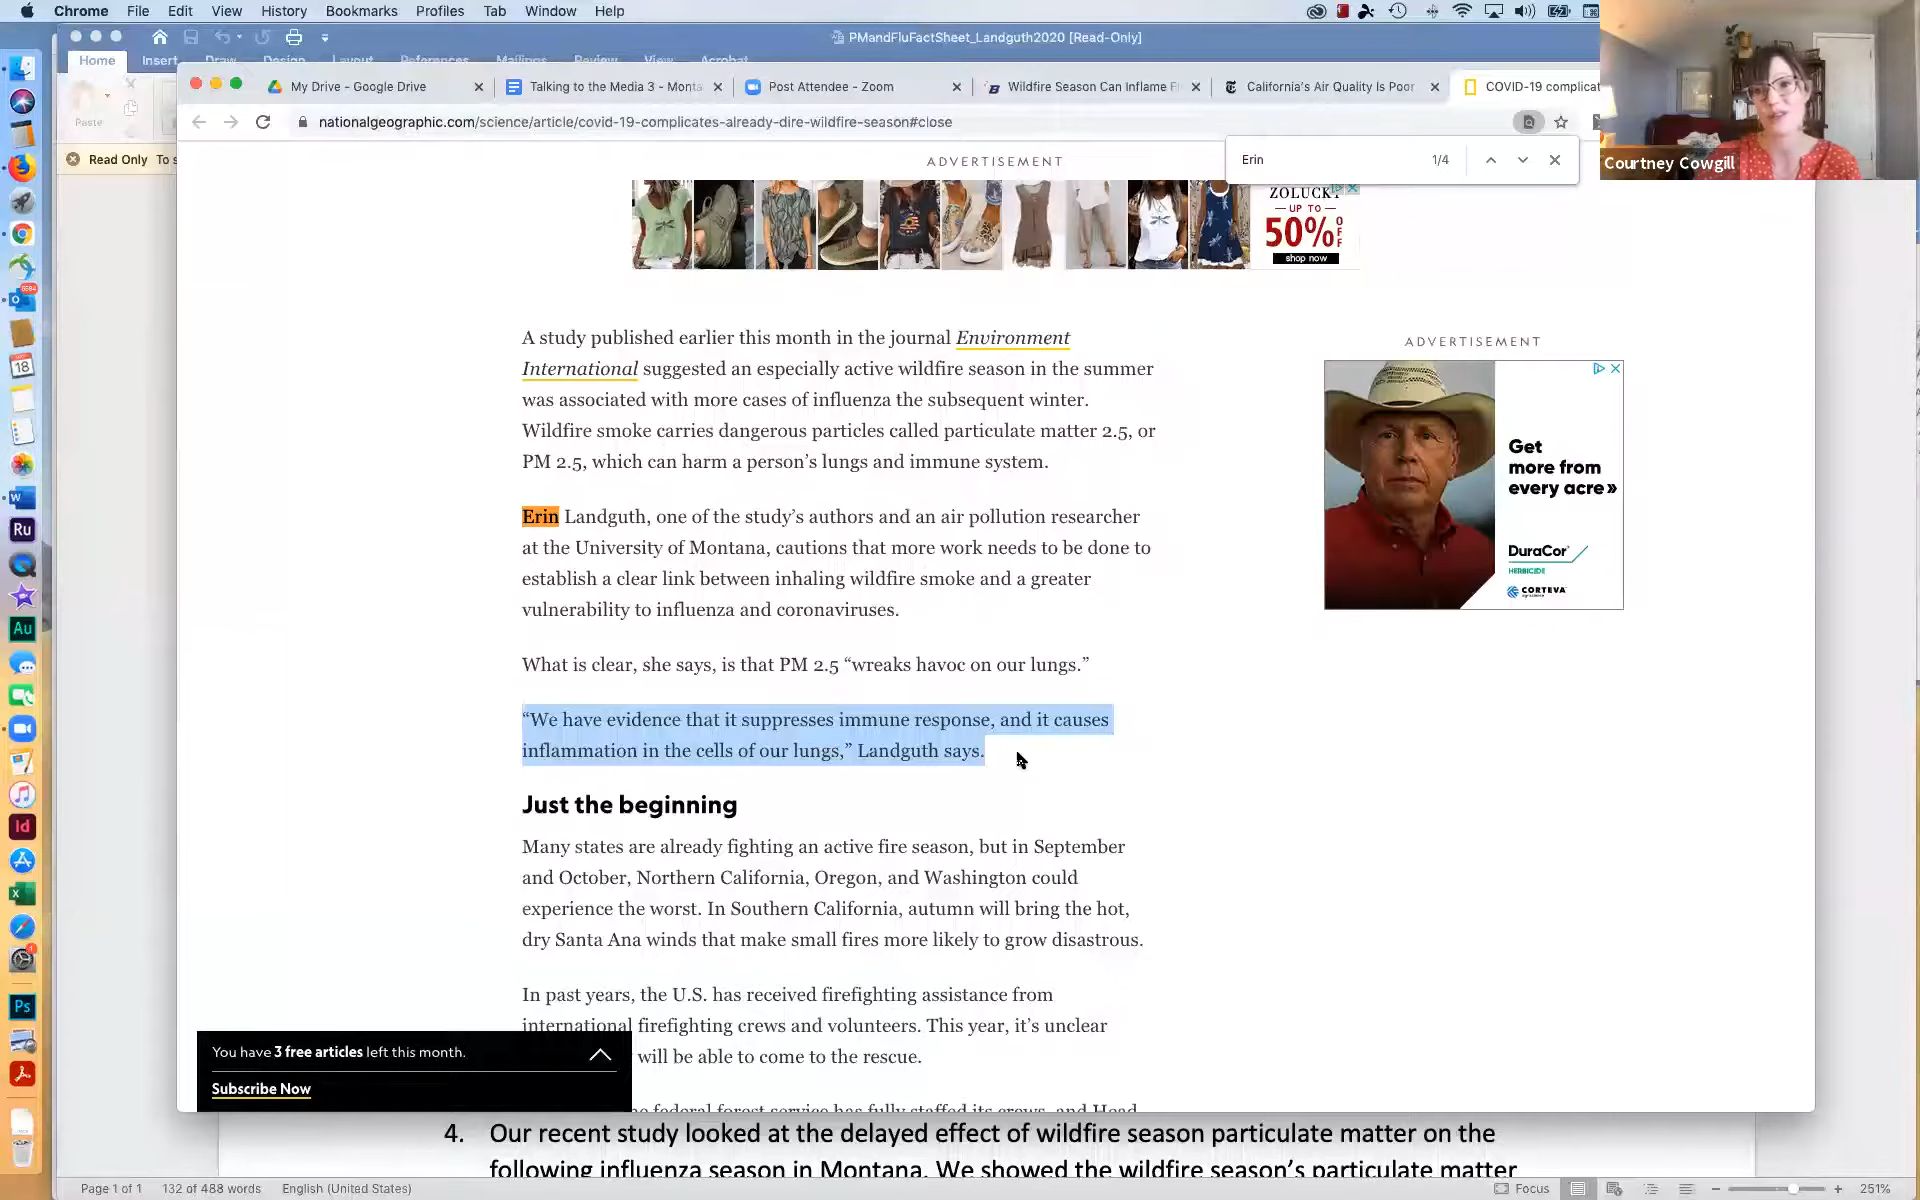 Chrome File Edit View History Bookmarks Profiles Tab Window Help
PMandFluFactSheet_Landguth2020 [Read-Only]
Home Insert Draw Design Layout References Mailings Review View Acrobat
My Drive - Google Drive
Talking to the Media 3 - Monta
Post Attendee - Zoom
Wildfire Season Can Inflame Fl
California's Air Quality Is Poor
COVID-19 complicat
Paste
nationalgeographic.com/science/article/covid-19-complicates-already-dire-wildfire-season#close
Read Only To s
Erin 1/4
Courtney Cowgill
ADVERTISEMENT
ZOLUCKY
— UP TO —
50% OFF
shop now
A study published earlier this month in the journal Environment
International suggested an especially active wildfire season in the summer
was associated with more cases of influenza the subsequent winter.
Wildfire smoke carries dangerous particles called particulate matter 2.5, or
PM 2.5, which can harm a person’s lungs and immune system.
ADVERTISEMENT
Get
more from
every acre»
DuraCor
HERBICIDE
CORTEVA
Erin Landguth, one of the study’s authors and an air pollution researcher
at the University of Montana, cautions that more work needs to be done to
establish a clear link between inhaling wildfire smoke and a greater
vulnerability to influenza and coronaviruses.
What is clear, she says, is that PM 2.5 “wreaks havoc on our lungs.”
“We have evidence that it suppresses immune response, and it causes
inflammation in the cells of our lungs,” Landguth says.
Just the beginning
Many states are already fighting an active fire season, but in September
and October, Northern California, Oregon, and Washington could
experience the worst. In Southern California, autumn will bring the hot,
dry Santa Ana winds that make small fires more likely to grow disastrous.
In past years, the U.S. has received firefighting assistance from
international firefighting crews and volunteers. This year, it’s unclear
will be able to come to the rescue.
federal forest service has fully staffed its crews, and Head
You have 3 free articles left this month.
Subscribe Now
4. Our recent study looked at the delayed effect of wildfire season particulate matter on the
following influenza season in Montana. We showed the wildfire season’s particulate matter
Page 1 of 1 132 of 488 words English (United States) Focus 251%
18
W
Ru
Au
Id
Ps